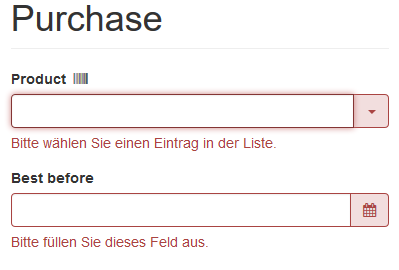 Purchase
Product
Bitte wählen Sie einen Eintrag in der Liste.
Best before
Bitte füllen Sie dieses Feld aus.